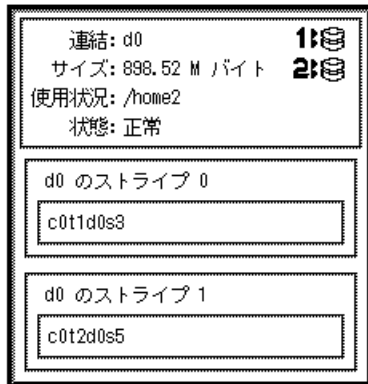 連結: d0 1:
サイズ: 898.52 M バイト 2:
使用状況: /home2
状態: 正常
d0 のストライプ 0
c0t1d0s3
d0 のストライプ 1
c0t2d0s5